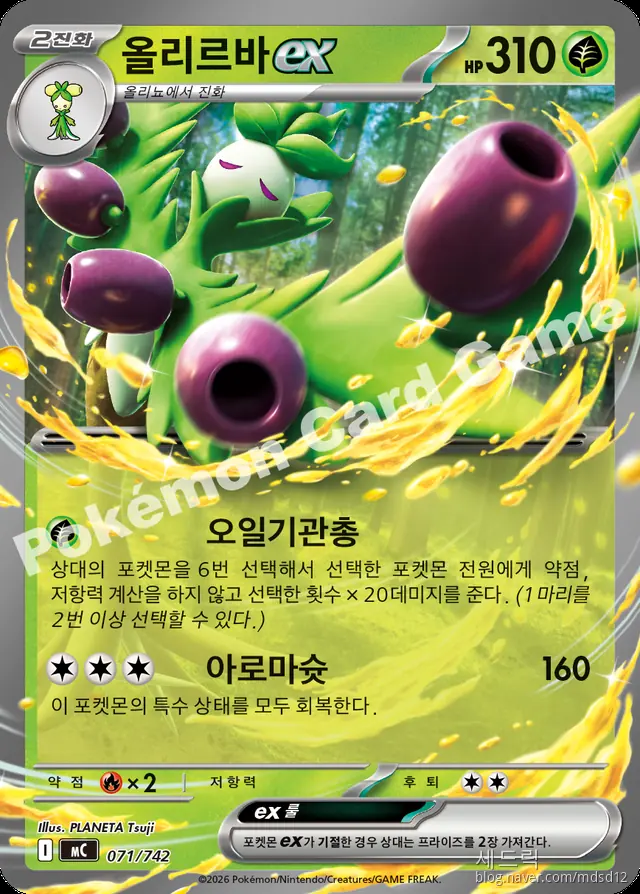 2진화
올리르바ex
HP 310
올리뇨에서 진화
Pokémon Card Game
오일기관총
상대의 포켓몬을 6번 선택해서 선택한 포켓몬 전원에게 약점,
저항력 계산을 하지 않고 선택한 횟수×20데미지를 준다. (1마리를
2번 이상 선택할 수 있다.)
아로마슛 160
이 포켓몬의 특수 상태를 모두 회복한다.
약점 ×2 저항력 후퇴
ex룰
포켓몬 ex가 기절한 경우 상대는 프라이즈를 2장 가져간다.
Illus. PLANETA Tsuji
I MC 071/742
©2026 Pokémon/Nintendo/Creatures/GAME FREAK.
세드릭
blog.naver.com/mdsd12